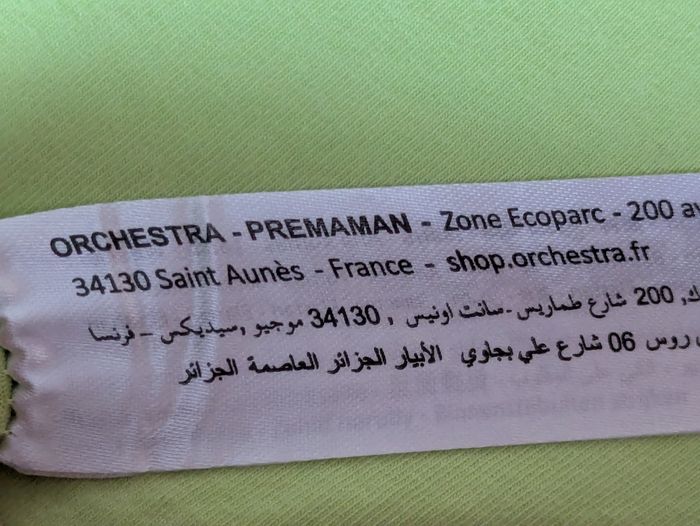 ORCHESTRA - PREMAMAN - Zone Ecoparc - 200 av
34130 Saint Aunès - France - shop.orchestra.fr
200 شارع طماريس -سانت اونيس , 34130 موجيو ,سيديكس – فرنسا
روس 06 شارع علي بجاوي الأبيار الجزائر العاصمة الجزائر